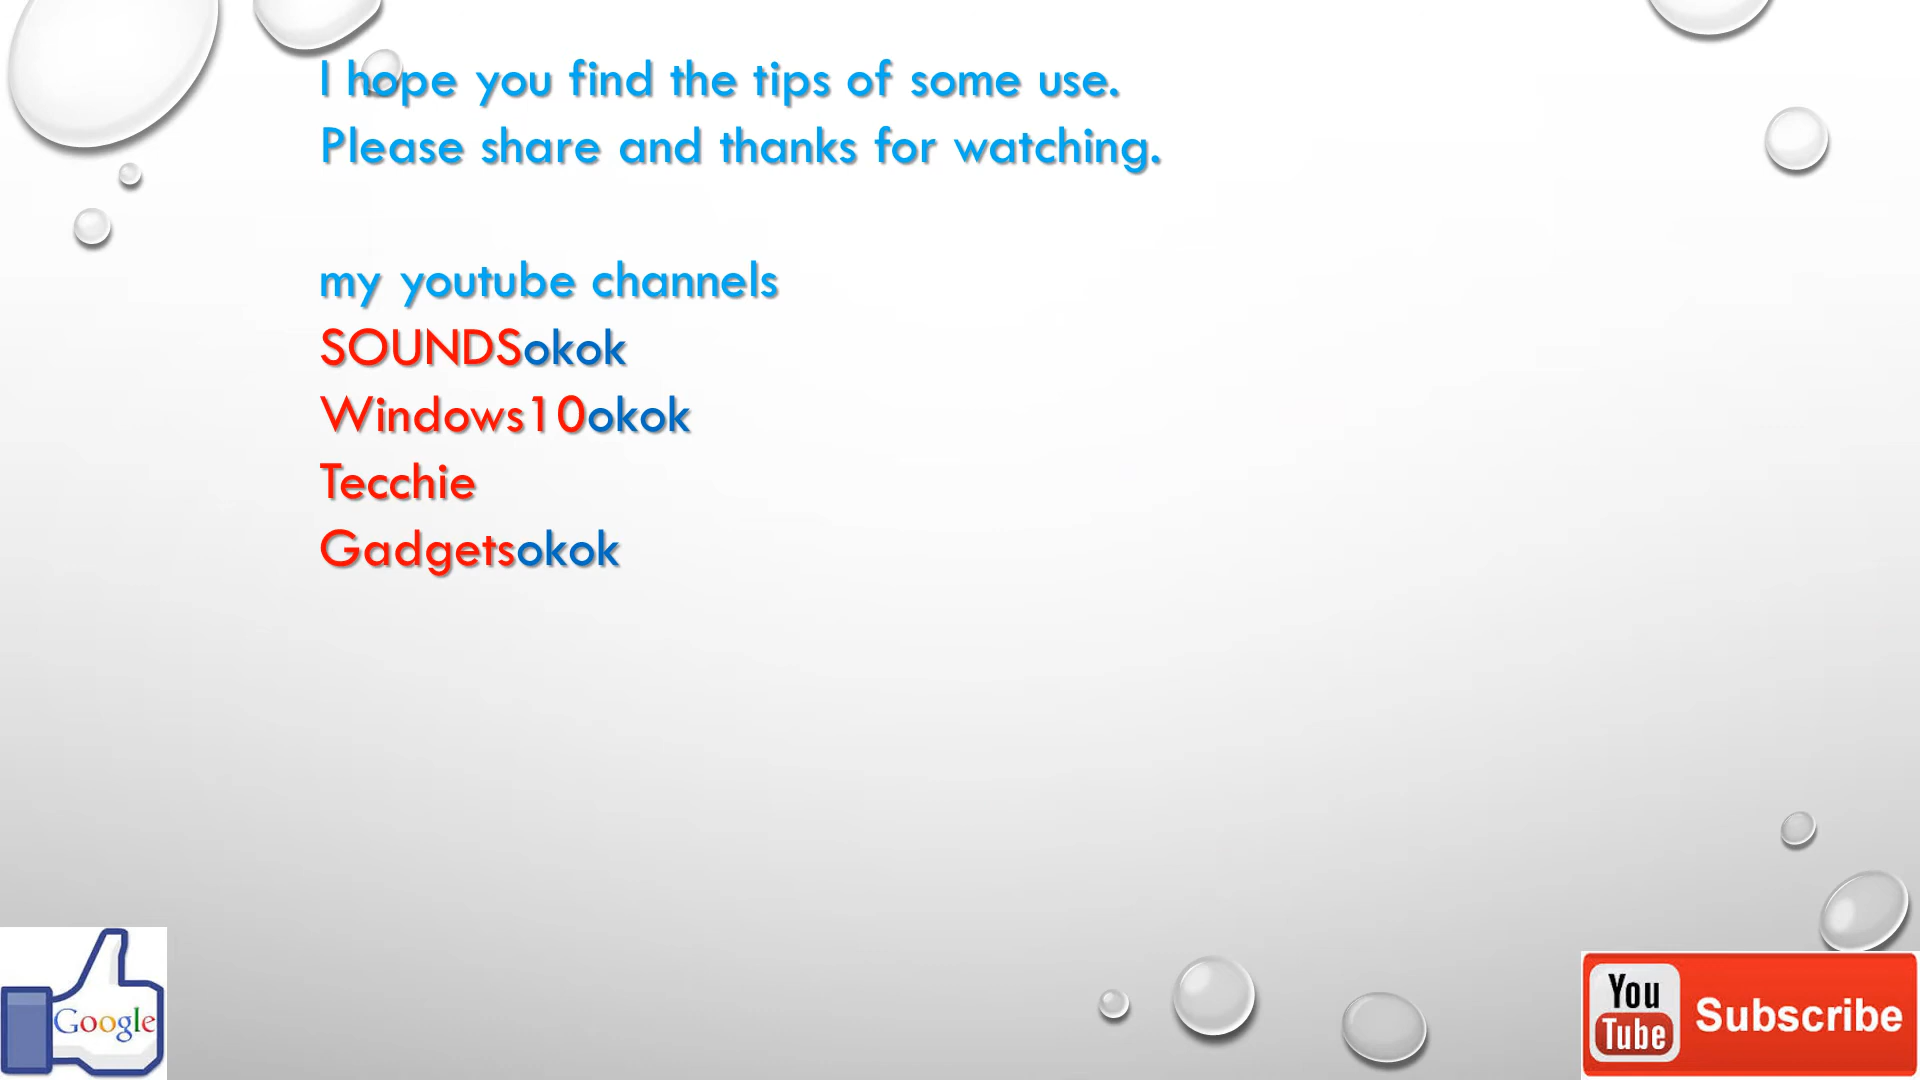 I hope you find the tips of some use.
Please share and thanks for watching.
my youtube channels
SOUNDSokok
Windows10okok
Tecchie
Gadgetsokok
Google
You
Tube
Subscribe